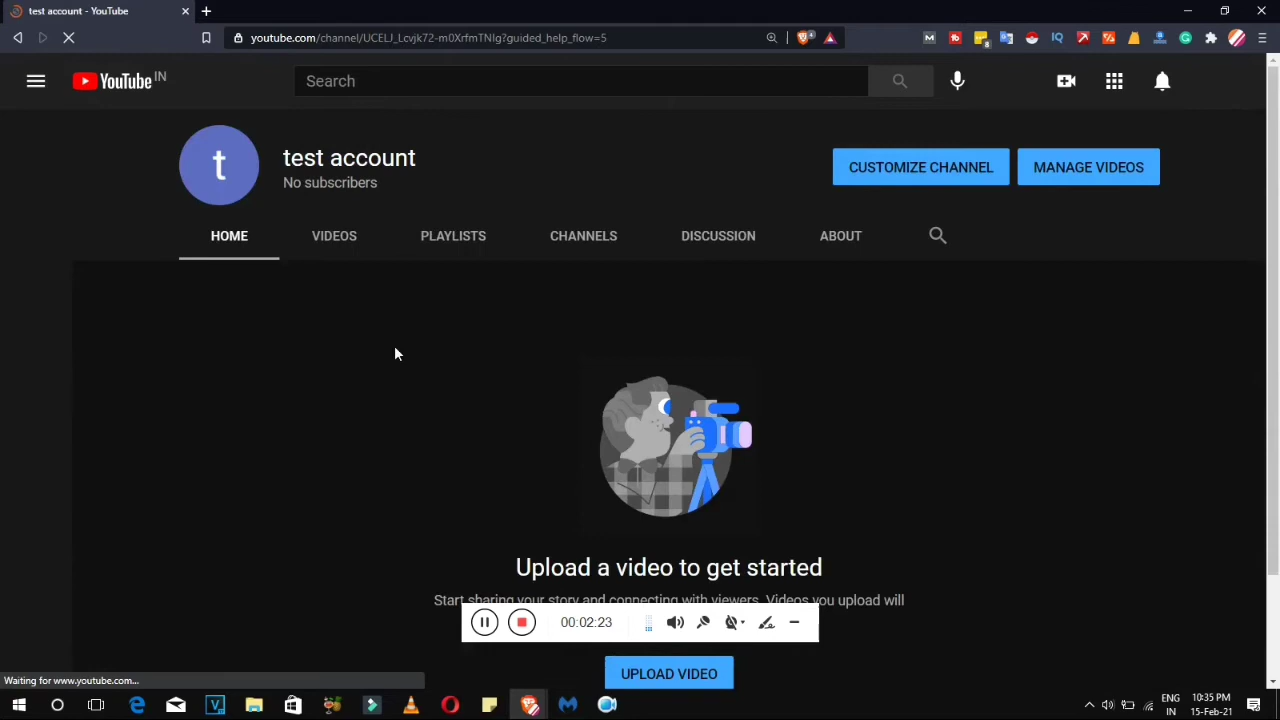 test account - YouTube
youtube.com/channel/UCELJ_Lcvjk72-m0XrfmTNIg?guided_help_flow=5
YouTube IN
Search
t
test account
No subscribers
CUSTOMIZE CHANNEL
MANAGE VIDEOS
HOME
VIDEOS
PLAYLISTS
CHANNELS
DISCUSSION
ABOUT
Upload a video to get started
Start sharing your story and connecting with viewers. Videos you upload will
00:02:23
UPLOAD VIDEO
Waiting for www.youtube.com...
ENG
IN
10:35 PM
15-Feb-21